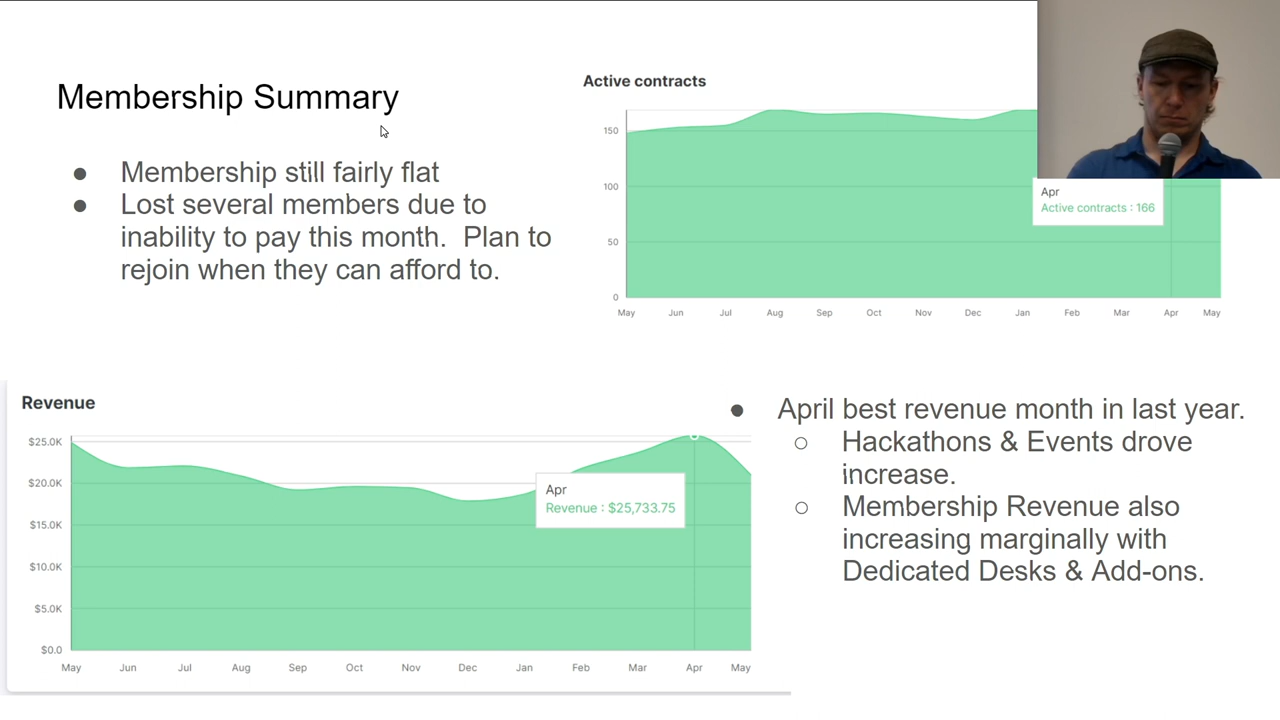 Membership Summary
● Membership still fairly flat
● Lost several members due to
inability to pay this month.  Plan to
rejoin when they can afford to.
Active contracts
150
100
50
0
May Jun Jul Aug Sep Oct Nov Dec Jan Feb Mar Apr May
Apr
Active contracts : 166
Revenue
$25.0K
$20.0K
$15.0K
$10.0K
$5.0K
$0.0
May Jun Jul Aug Sep Oct Nov Dec Jan Feb Mar Apr May
Apr
Revenue : $25,733.75
● April best revenue month in last year.
○ Hackathons & Events drove
increase.
○ Membership Revenue also
increasing marginally with
Dedicated Desks & Add-ons.